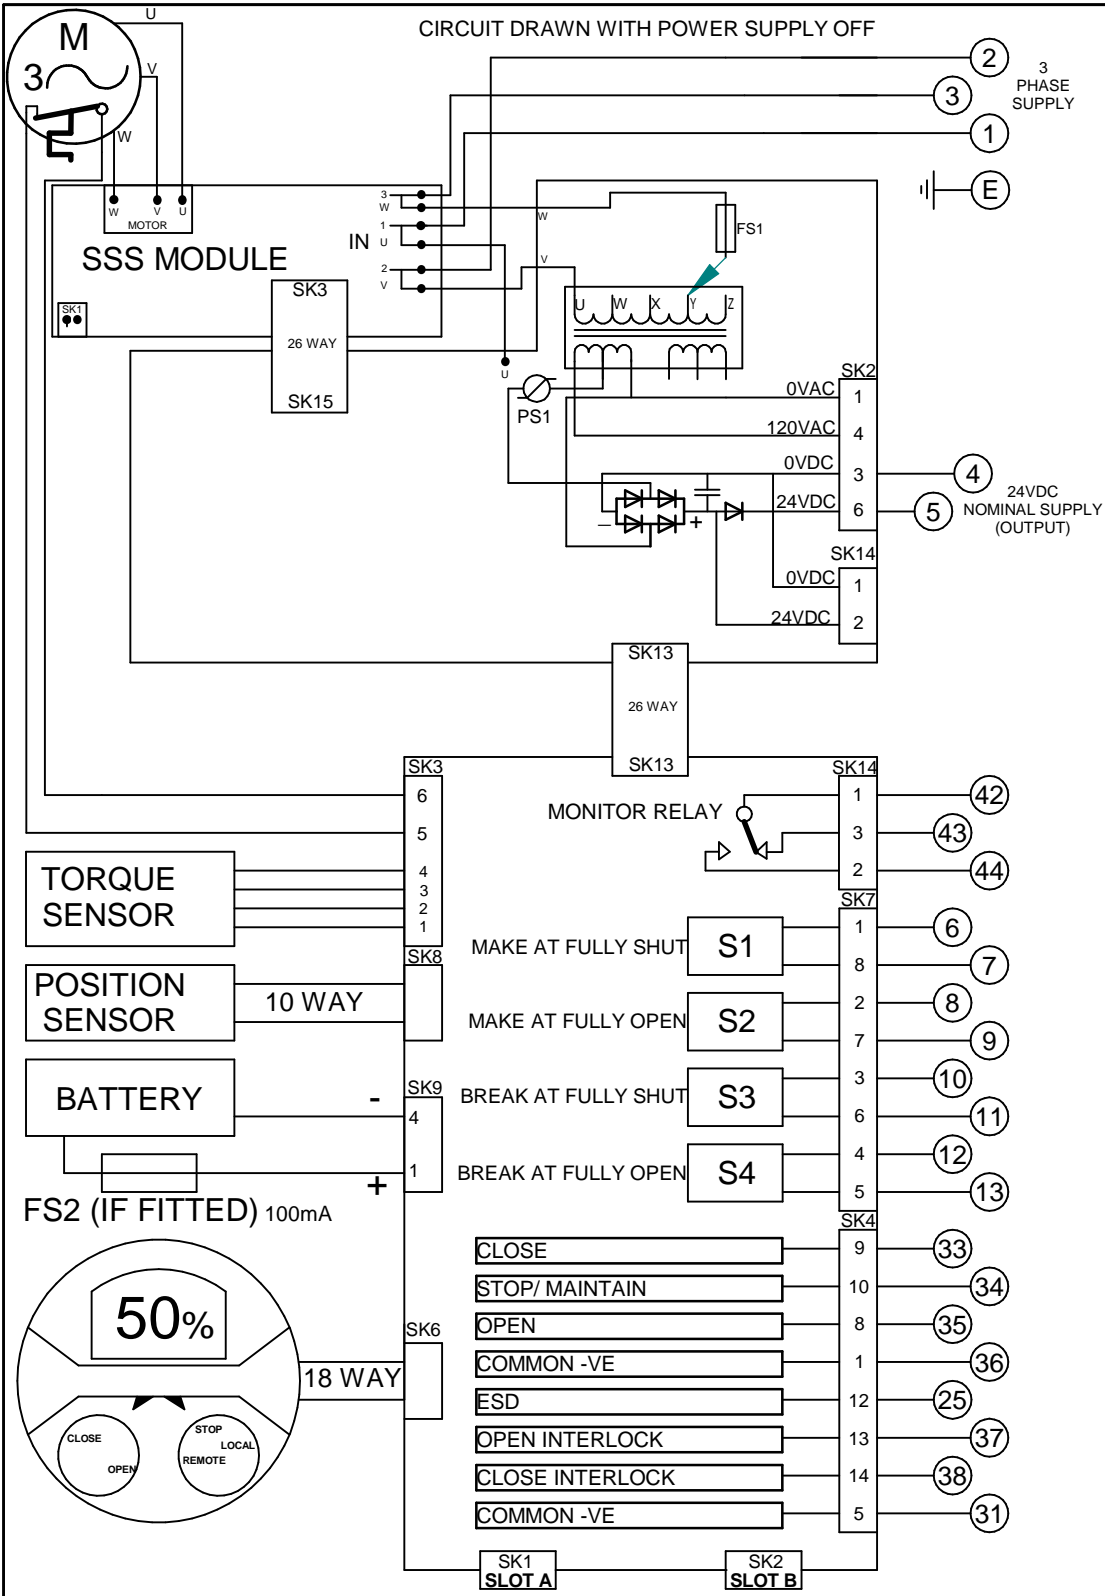 CIRCUIT DRAWN WITH POWER SUPPLY OFF
U
M
3
V
W
2
3
1
3
PHASE
SUPPLY
E
W V U
MOTOR
SSS MODULE
IN
3
W
1
U
2
V
W
V
U
FS1
SK1
SK3
26 WAY
SK15
U W X Y Z
PS1
SK2
0VAC 1
120VAC 4
0VDC 3 4
24VDC 6 5
24VDC
NOMINAL SUPPLY
(OUTPUT)
− +
SK14
0VDC 1
24VDC 2
SK13
26 WAY
SK13
SK3
6
5
4
3
2
1
TORQUE
SENSOR
SK8
POSITION
SENSOR
10 WAY
BATTERY
-
+
SK9
4
1
FS2 (IF FITTED) 100mA
50%
CLOSE
OPEN
STOP
LOCAL
REMOTE
18 WAY
SK6
MONITOR RELAY
SK14
1 42
3 43
2 44
SK7
MAKE AT FULLY SHUT S1 1 6
8 7
MAKE AT FULLY OPEN S2 2 8
7 9
BREAK AT FULLY SHUT S3 3 10
6 11
BREAK AT FULLY OPEN S4 4 12
5 13
SK4
CLOSE 9 33
STOP/ MAINTAIN 10 34
OPEN 8 35
COMMON -VE 1 36
ESD 12 25
OPEN INTERLOCK 13 37
CLOSE INTERLOCK 14 38
COMMON -VE 5 31
SK1
SLOT A
SK2
SLOT B